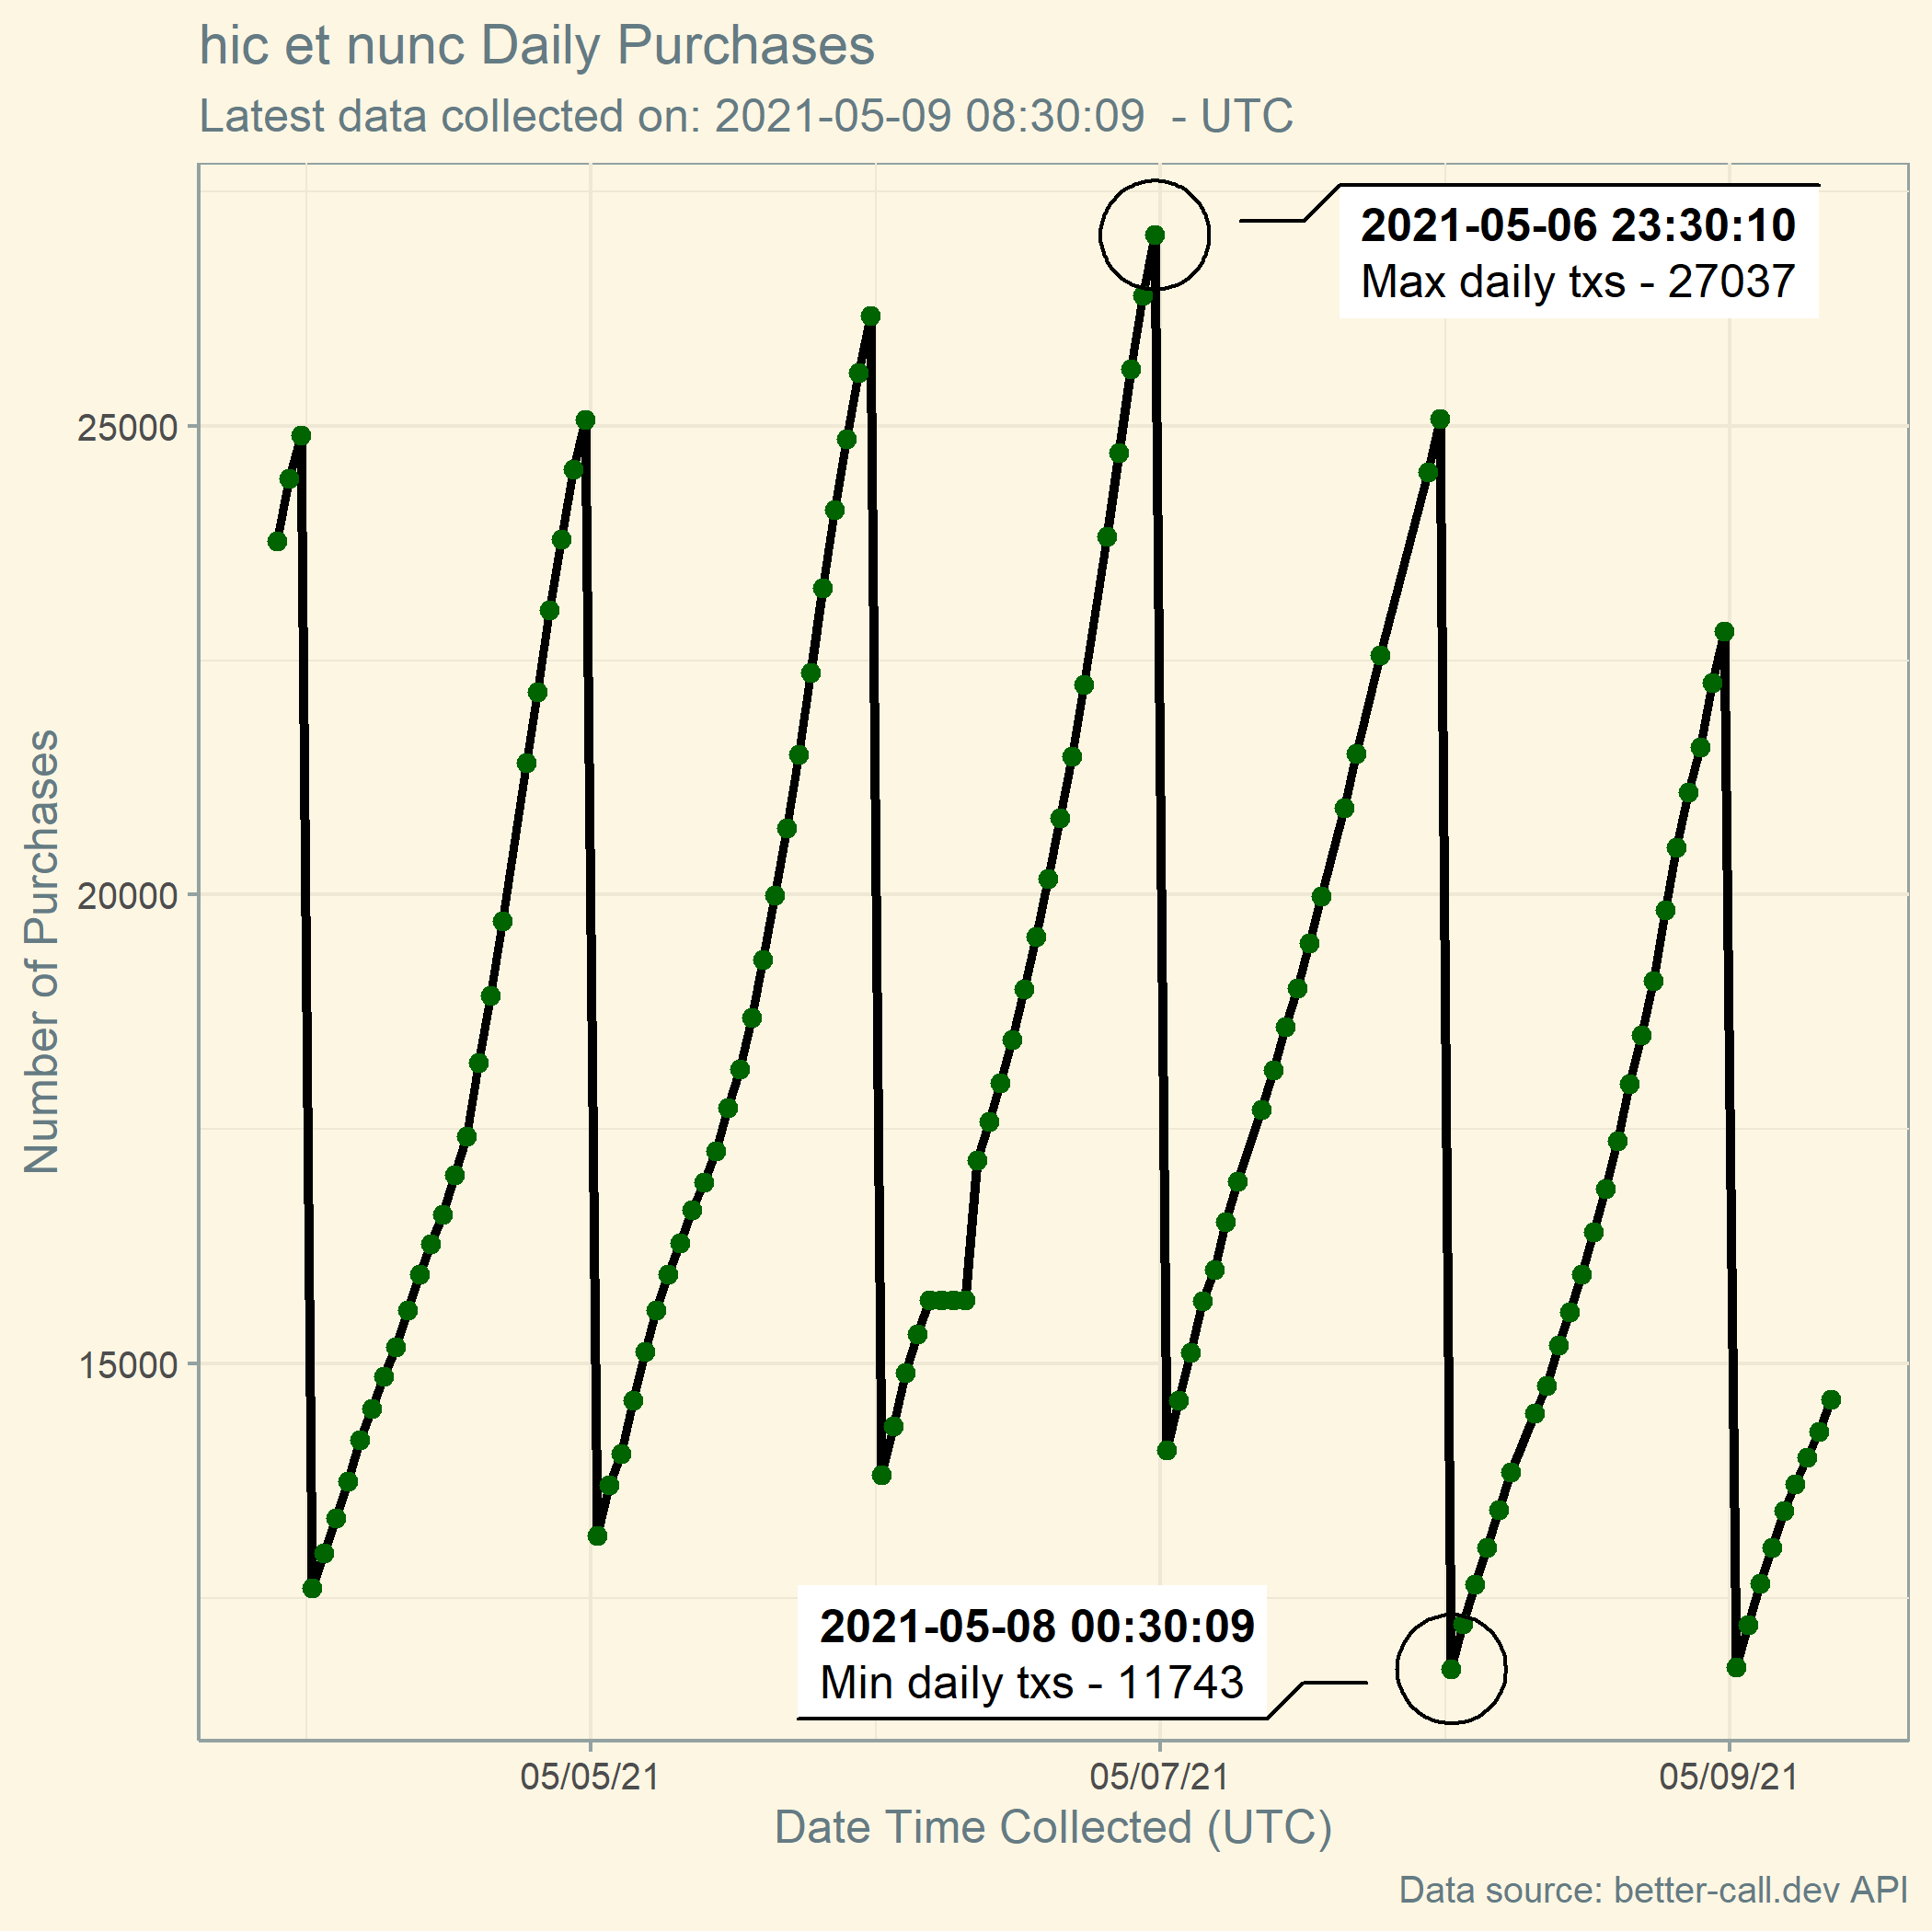 hic et nunc Daily Purchases
Latest data collected on: 2021-05-09 08:30:09  - UTC
2021-05-06 23:30:10
Max daily txs - 27037
25000
20000
15000
Number of Purchases
2021-05-08 00:30:09
Min daily txs - 11743
05/05/21
05/07/21
05/09/21
Date Time Collected (UTC)
Data source: better-call.dev API